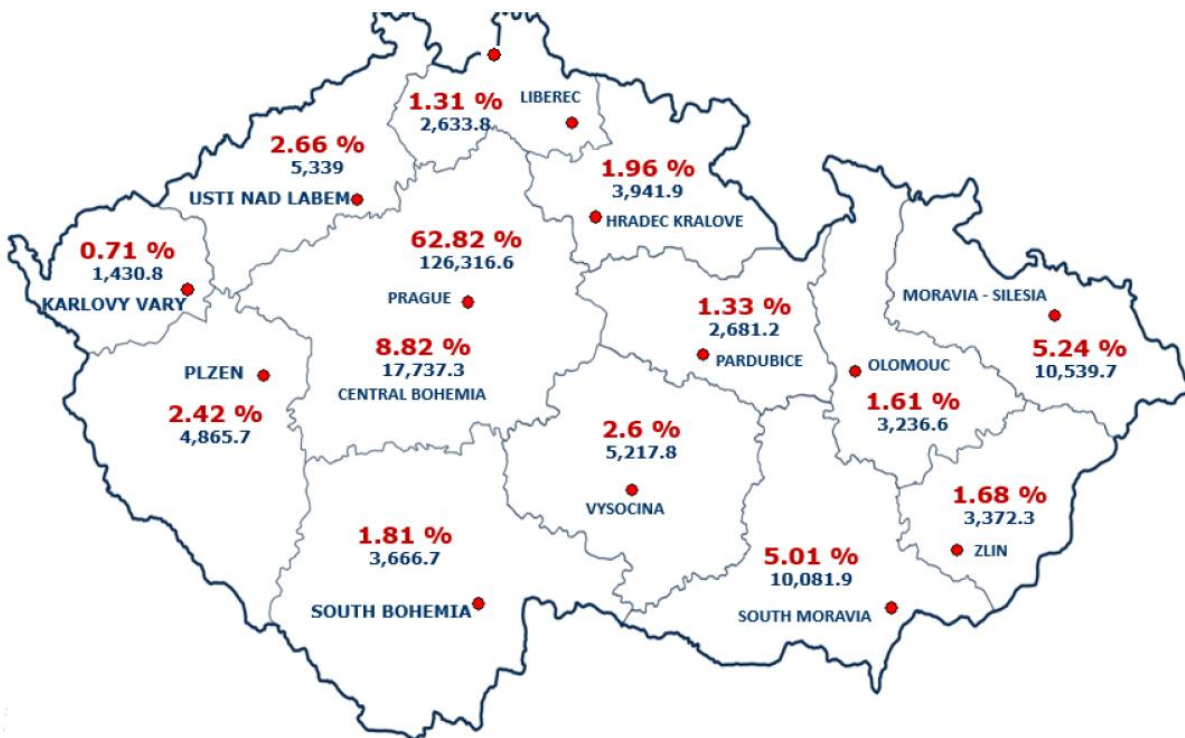 LIBEREC
1.31 %
2,633.8
2.66 %
5,339
USTI NAD LABEM
1.96 %
3,941.9
HRADEC KRALOVE
0.71 %
1,430.8
KARLOVY VARY
62.82 %
126,316.6
PRAGUE
8.82 %
17,737.3
CENTRAL BOHEMIA
1.33 %
2,681.2
PARDUBICE
MORAVIA - SILESIA
5.24 %
10,539.7
OLOMOUC
1.61 %
3,236.6
PLZEN
2.42 %
4,865.7
2.6 %
5,217.8
VYSOCINA
1.68 %
3,372.3
ZLIN
1.81 %
3,666.7
SOUTH BOHEMIA
5.01 %
10,081.9
SOUTH MORAVIA